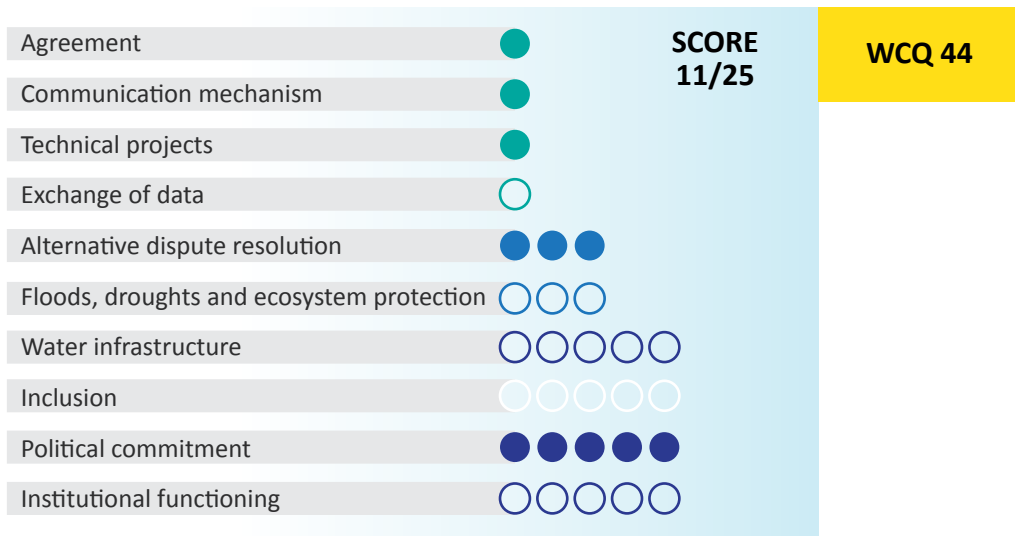 Agreement
Communication mechanism
Technical projects
Exchange of data
Alternative dispute resolution
Floods, droughts and ecosystem protection
Water infrastructure
Inclusion
Political commitment
Institutional functioning
SCORE
11/25
WCQ 44